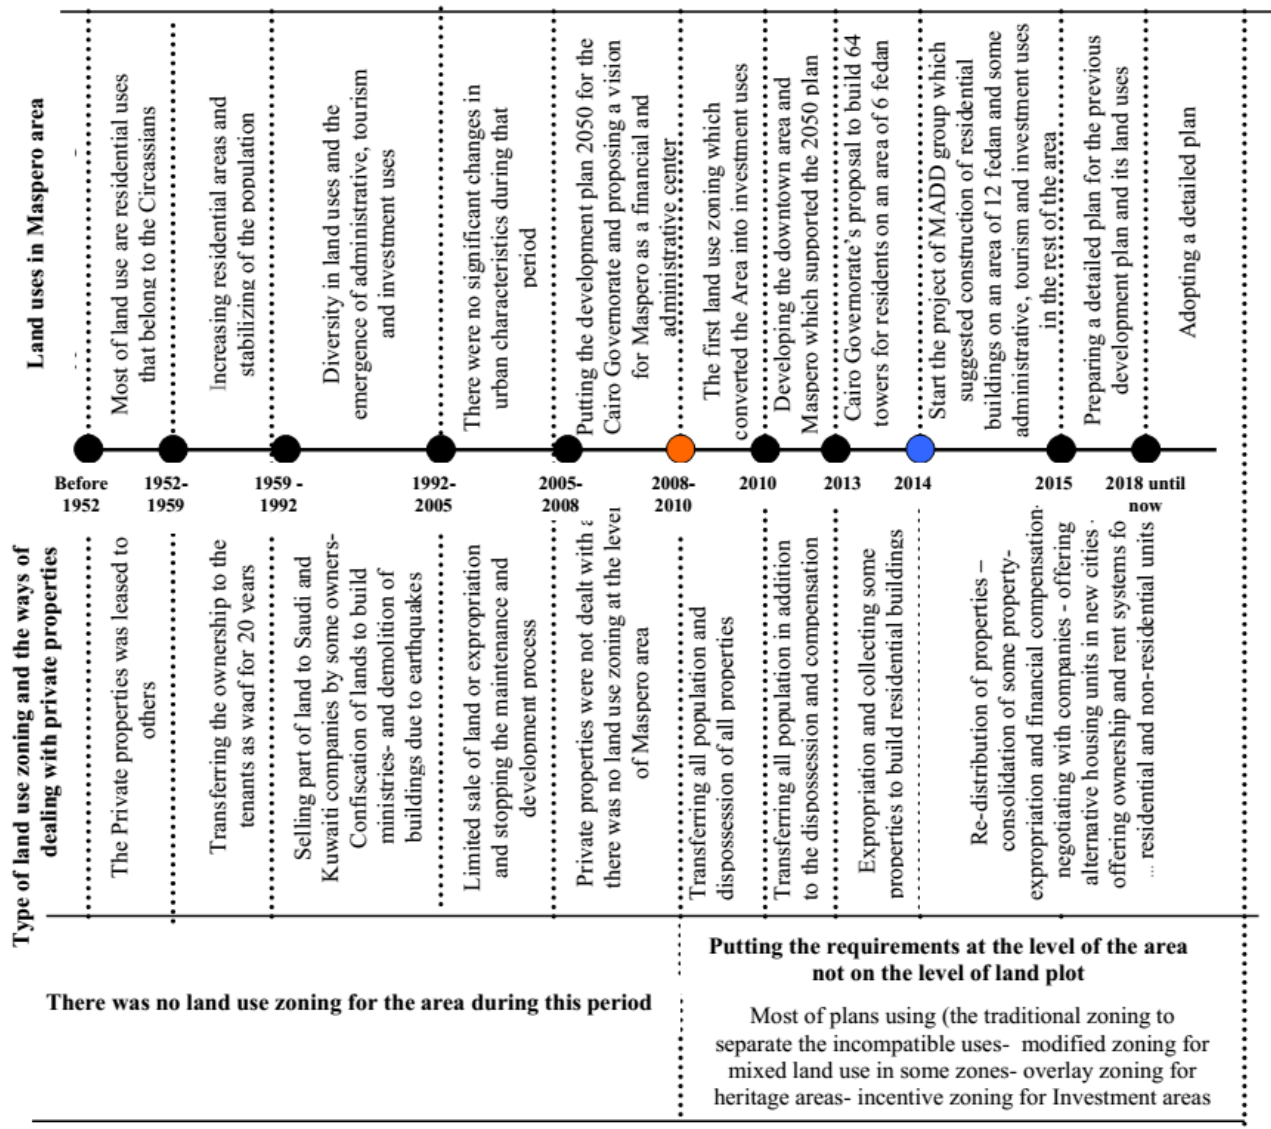 Land uses in Maspero area
Most of land use are residential uses
that belong to the Circassians
Increasing residential areas and
stabilizing of the population
Diversity in land uses and the
emergence of administrative, tourism
and investment uses
There were no significant changes in
urban characteristics during that
period
Putting the development plan 2050 for the
Cairo Governorate and proposing a vision
for Maspero as a financial and
administrative center
The first land use zoning which
converted the Area into investment uses
Developing the downtown area and
Maspero which supported the 2050 plan
Cairo Governorate's proposal to build 64
towers for residents on an area of 6 fedan
Start the project of MADD group which
suggested construction of residential
buildings on an area of 12 fedan and some
administrative, tourism and investment uses
in the rest of the area
Preparing a detailed plan for the previous
development plan and its land uses
Adopting a detailed plan
Before
1952
1952-
1959
1959 -
1992
1992-
2005
2005-
2008
2008-
2010
2010
2013
2014
2015
2018 until
now
Type of land use zoning and the ways of
dealing with private properties
The Private properties was leased to
others
Transferring the ownership to the
tenants as waqf for 20 years
Selling part of land to Saudi and
Kuwaiti companies by some owners-
Confiscation of lands to build
ministries- and demolition of
buildings due to earthquakes
Limited sale of land or expropriation
and stopping the maintenance and
development process
Private properties were not dealt with a
there was no land use zoning at the level
of Maspero area
Transferring all population and
dispossession of all properties
Transferring all population in addition
to the dispossession and compensation
Expropriation and collecting some
properties to build residential buildings
Re-distribution of properties –
consolidation of some property-
expropriation and financial compensation-
negotiating with companies - offering
alternative housing units in new cities -
offering ownership and rent systems fo
... residential and non-residential units
There was no land use zoning for the area during this period
Putting the requirements at the level of the area
not on the level of land plot
Most of plans using (the traditional zoning to
separate the incompatible uses- modified zoning for
mixed land use in some zones- overlay zoning for
heritage areas- incentive zoning for Investment areas